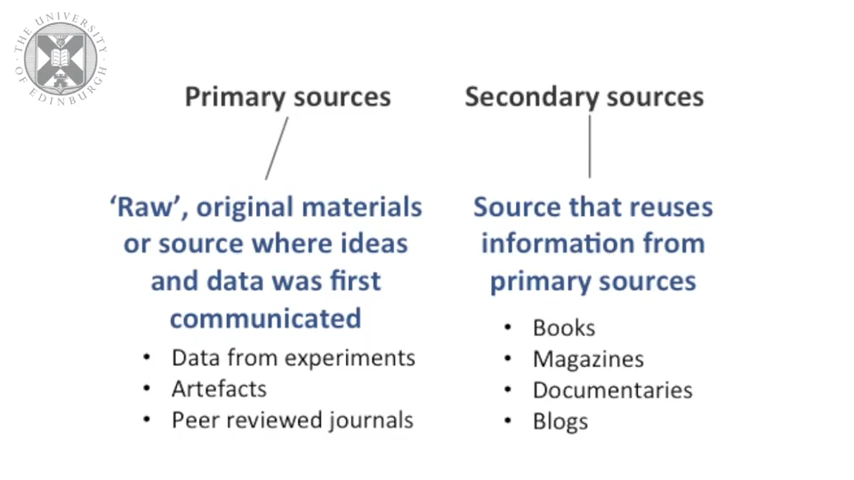 THE UNIVERSITY
OF EDINBURGH
Primary sources
‘Raw’, original materials
or source where ideas
and data was first
communicated
• Data from experiments
• Artefacts
• Peer reviewed journals
Secondary sources
Source that reuses
information from
primary sources
• Books
• Magazines
• Documentaries
• Blogs